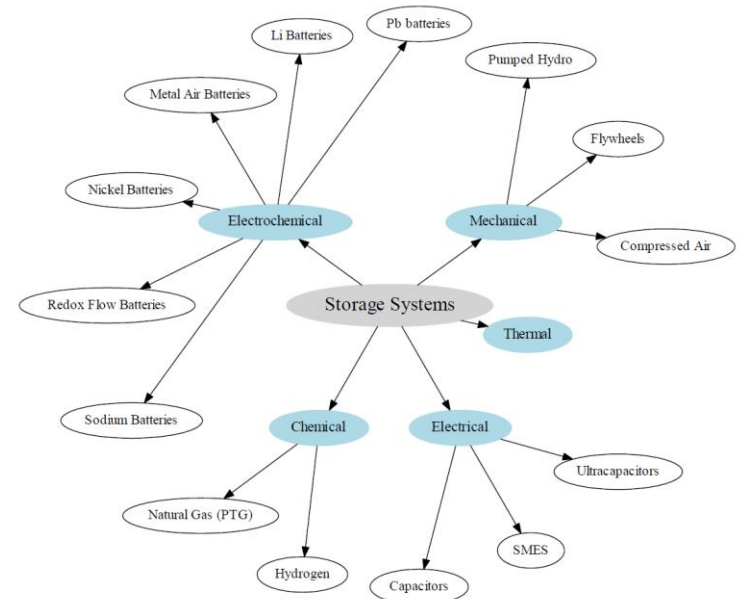 Pb batteries
Li Batteries
Pumped Hydro
Metal Air Batteries
Flywheels
Nickel Batteries
Electrochemical
Mechanical
Compressed Air
Redox Flow Batteries
Storage Systems
Thermal
Sodium Batteries
Chemical
Electrical
Ultracapacitors
Natural Gas (PTG)
SMES
Hydrogen
Capacitors